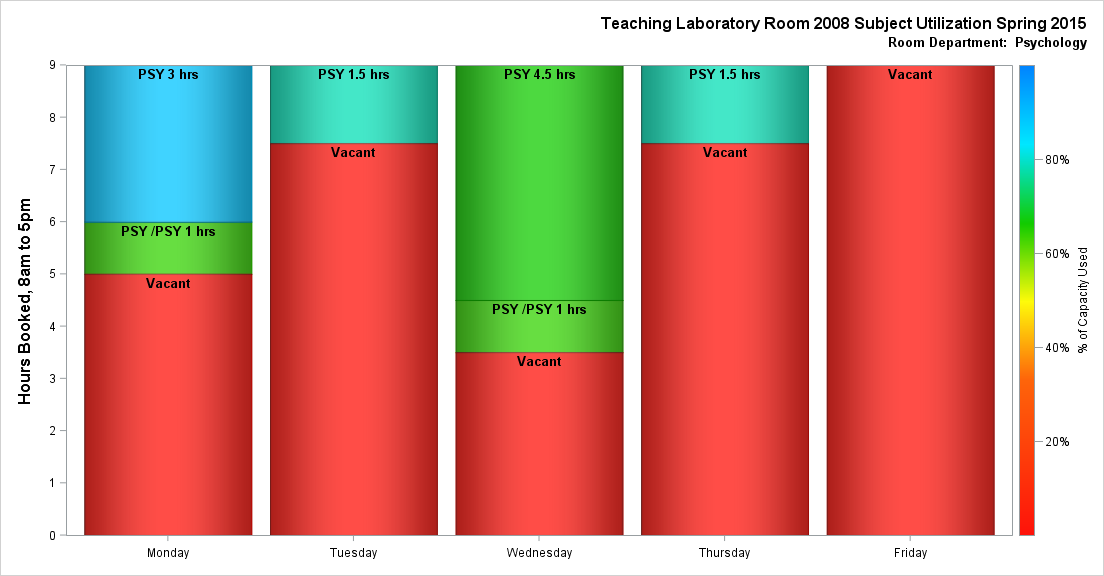 Teaching Laboratory Room 2008 Subject Utilization Spring 2015
Room Department:  Psychology
Hours Booked, 8am to 5pm
9
8
7
6
5
4
3
2
1
0
PSY 3 hrs
PSY /PSY 1 hrs
Vacant
PSY 1.5 hrs
Vacant
PSY 4.5 hrs
PSY /PSY 1 hrs
Vacant
PSY 1.5 hrs
Vacant
Vacant
Monday
Tuesday
Wednesday
Thursday
Friday
80%
60%
40%
20%
% of Capacity Used